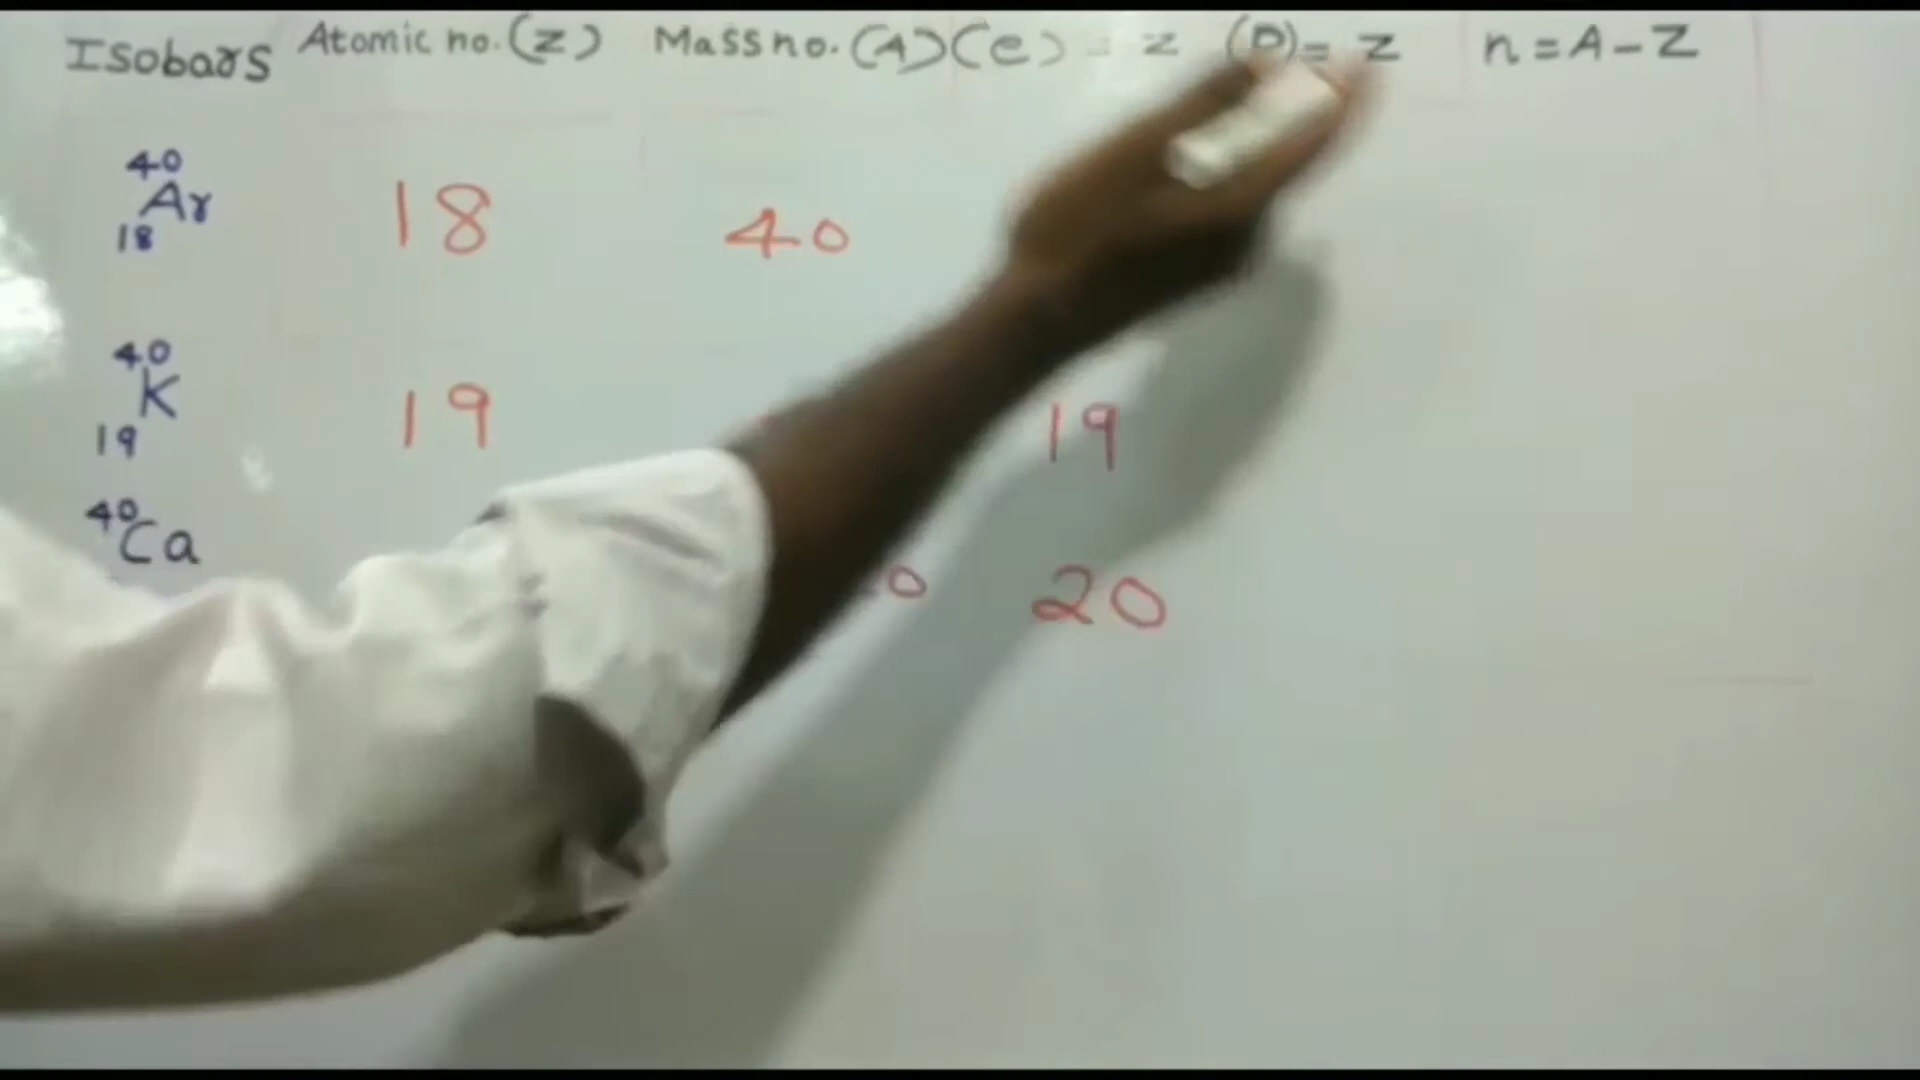 Isobars Atomic no. (Z) Mass no. (A) (e) = Z (P) = Z n = A - Z
40
Ar 18 40
18
40
K 19 19
19
40
Ca 20